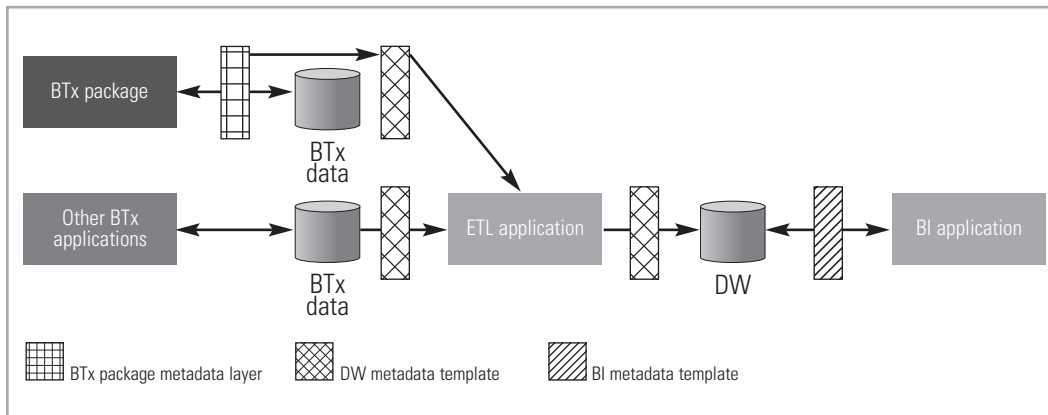 BTx package
BTx
data
Other BTx
applications
BTx
data
ETL application
DW
BI application
BTx package metadata layer
DW metadata template
BI metadata template